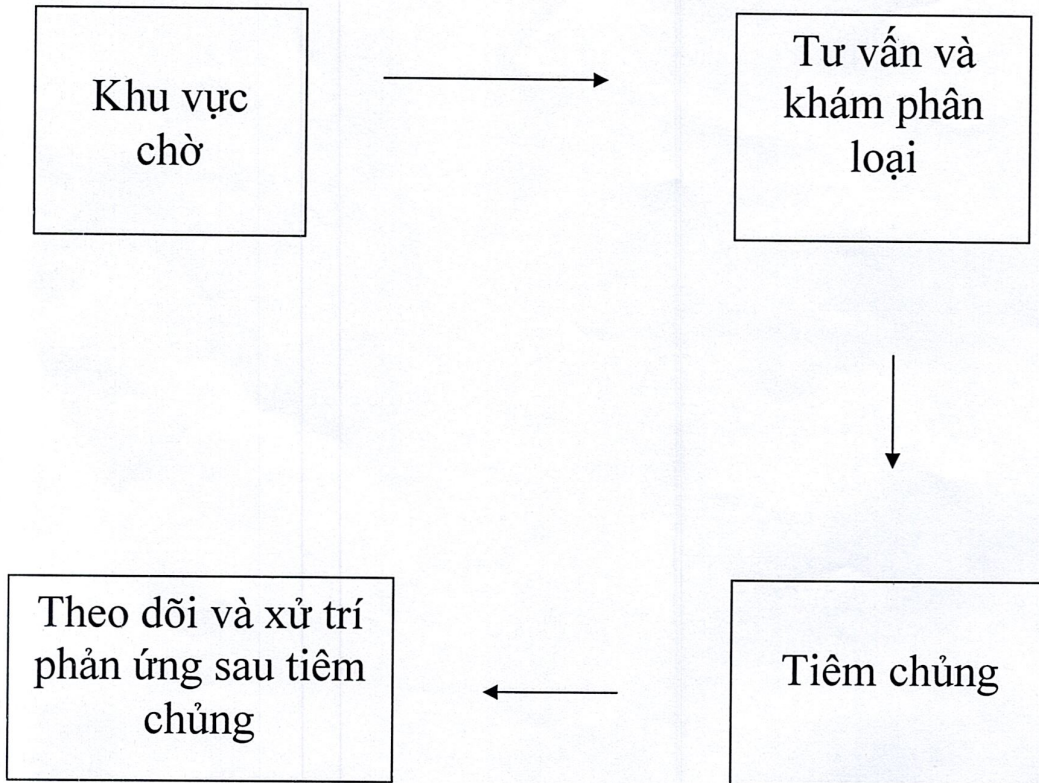 Khu vực
chờ
Tư vấn và
khám phân
loại
Tiêm chủng
Theo dõi và xử trí
phản ứng sau tiêm
chủng